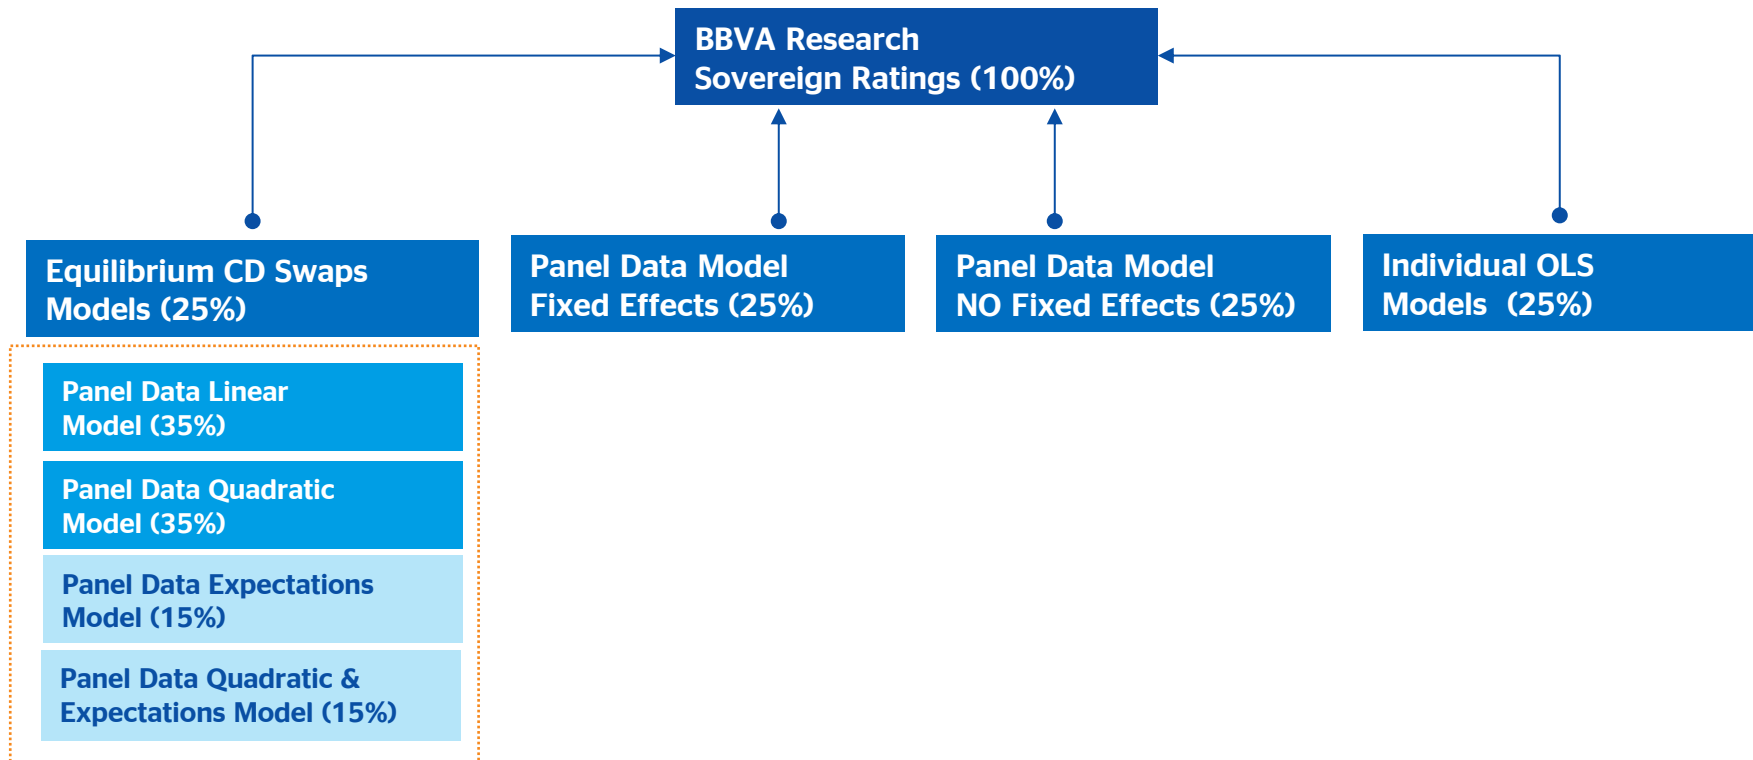 BBVA Research
Sovereign Ratings (100%)
Equilibrium CD Swaps
Models (25%)
Panel Data Model
Fixed Effects (25%)
Panel Data Model
NO Fixed Effects (25%)
Individual OLS
Models (25%)
Panel Data Linear
Model (35%)
Panel Data Quadratic
Model (35%)
Panel Data Expectations
Model (15%)
Panel Data Quadratic &
Expectations Model (15%)